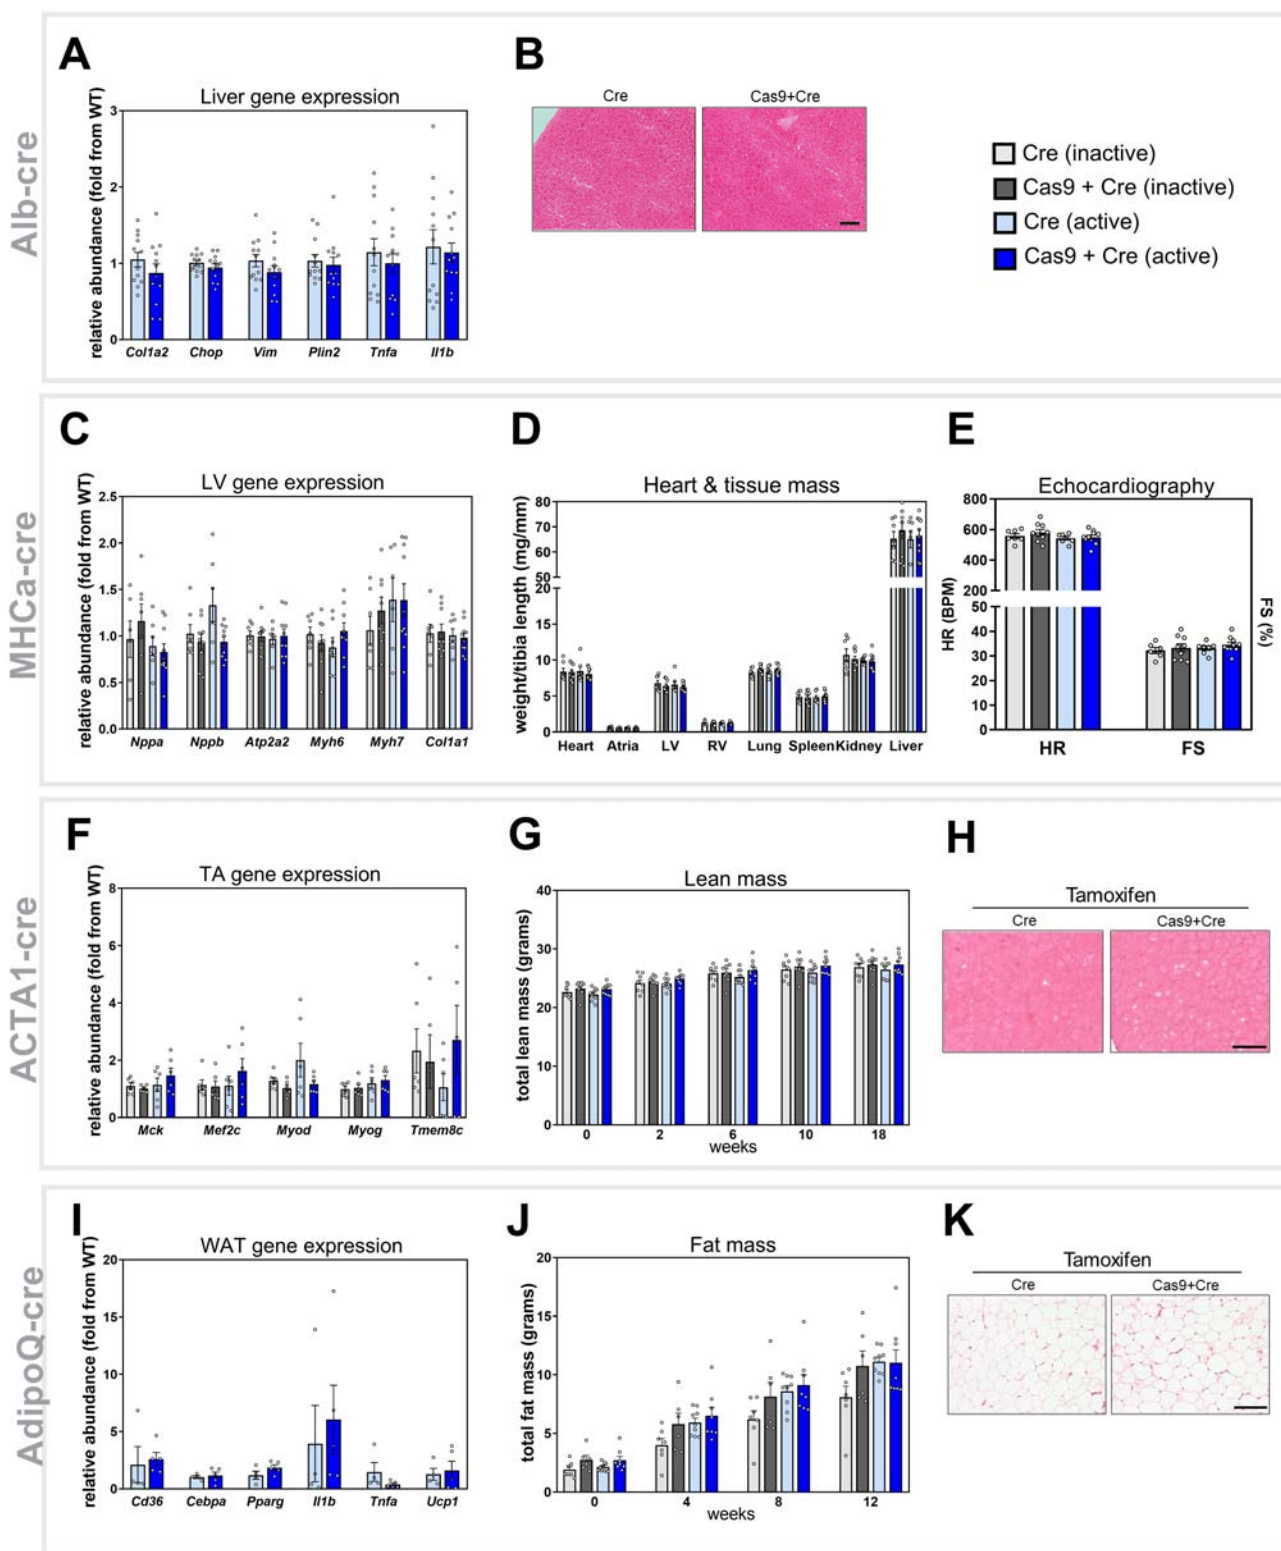 Alb-cre
A
Liver gene expression
relative abundance (fold from WT)
3
2
1
0
Col1a2 Chop Vim Plin2 Tnfa Il1b
B
Cre Cas9+Cre
Cre (inactive)
Cas9 + Cre (inactive)
Cre (active)
Cas9 + Cre (active)
MHCa-cre
C
LV gene expression
relative abundance (fold from WT)
2.5
2.0
1.5
1.0
0.5
0.0
Nppa Nppb Atp2a2 Myh6 Myh7 Col1a1
D
Heart & tissue mass
weight/tibia length (mg/mm)
80
70
60
50
20
15
10
5
0
Heart Atria LV RV Lung Spleen Kidney Liver
E
Echocardiography
HR (BPM)
800
600
400
200
50
40
30
20
10
0
FS (%)
HR FS
ACTA1-cre
F
TA gene expression
relative abundance (fold from WT)
8
6
4
2
0
Mck Mef2c Myod Myog Tmem8c
G
Lean mass
total lean mass (grams)
40
30
20
10
0
0 2 6 10 18
weeks
H
Tamoxifen
Cre Cas9+Cre
AdipoQ-cre
I
WAT gene expression
relative abundance (fold from WT)
20
15
10
5
0
Cd36 Cebpa Pparg Il1b Tnfa Ucp1
J
Fat mass
total fat mass (grams)
20
15
10
5
0
0 4 8 12
weeks
K
Tamoxifen
Cre Cas9+Cre